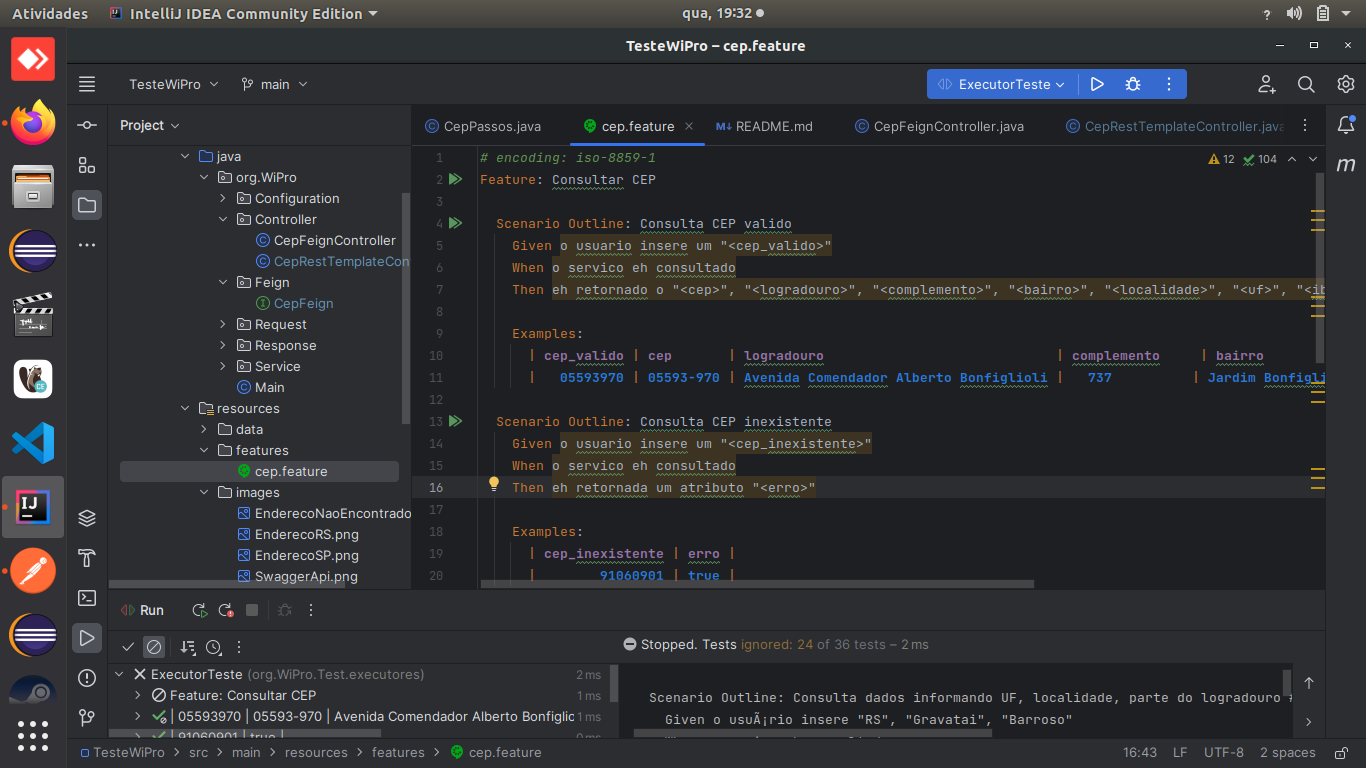 Atividades
IntelliJ IDEA Community Edition
qua, 19:32
TesteWiPro – cep.feature
TesteWiPro
main
ExecutorTeste
Project
CepPassos.java
cep.feature
README.md
CepFeignController.java
CepRestTemplateController.java
java
org.WiPro
Configuration
Controller
CepFeignController
CepRestTemplateCon
Feign
CepFeign
Request
Response
Service
Main
resources
data
features
cep.feature
images
EnderecoNaoEncontrado
EnderecoRS.png
EnderecoSP.png
SwaggerApi.png
12 104
1 # encoding: iso-8859-1
2 Feature: Consultar CEP
3
4 Scenario Outline: Consulta CEP valido
5 Given o usuario insere um "<cep_valido>"
6 When o servico eh consultado
7 Then eh retornado o "<cep>", "<logradouro>", "<complemento>", "<bairro>", "<localidade>", "<uf>", "<ib
8
9 Examples:
10 | cep_valido | cep | logradouro | complemento | bairro
11 | 05593970 | 05593-970 | Avenida Comendador Alberto Bonfiglioli | 737 | Jardim Bonfigli
12
13 Scenario Outline: Consulta CEP inexistente
14 Given o usuario insere um "<cep_inexistente>"
15 When o servico eh consultado
16 Then eh retornada um atributo "<erro>"
17
18 Examples:
19 | cep_inexistente | erro |
20 | 91060901 | true |
Run
Stopped. Tests ignored: 24 of 36 tests – 2 ms
ExecutorTeste (org.WiPro.Test.executores) 2 ms
Feature: Consultar CEP 1 ms
| 05593970 | 05593-970 | Avenida Comendador Alberto Bonfiglio 1 ms
| 91060901 | true | 0 ms
Scenario Outline: Consulta dados informando UF, localidade, parte do logradouro #
Given o usuÃ¡rio insere "RS", "Gravatai", "Barroso"
TesteWiPro > src > main > resources > features > cep.feature
16:43 LF UTF-8 2 spaces